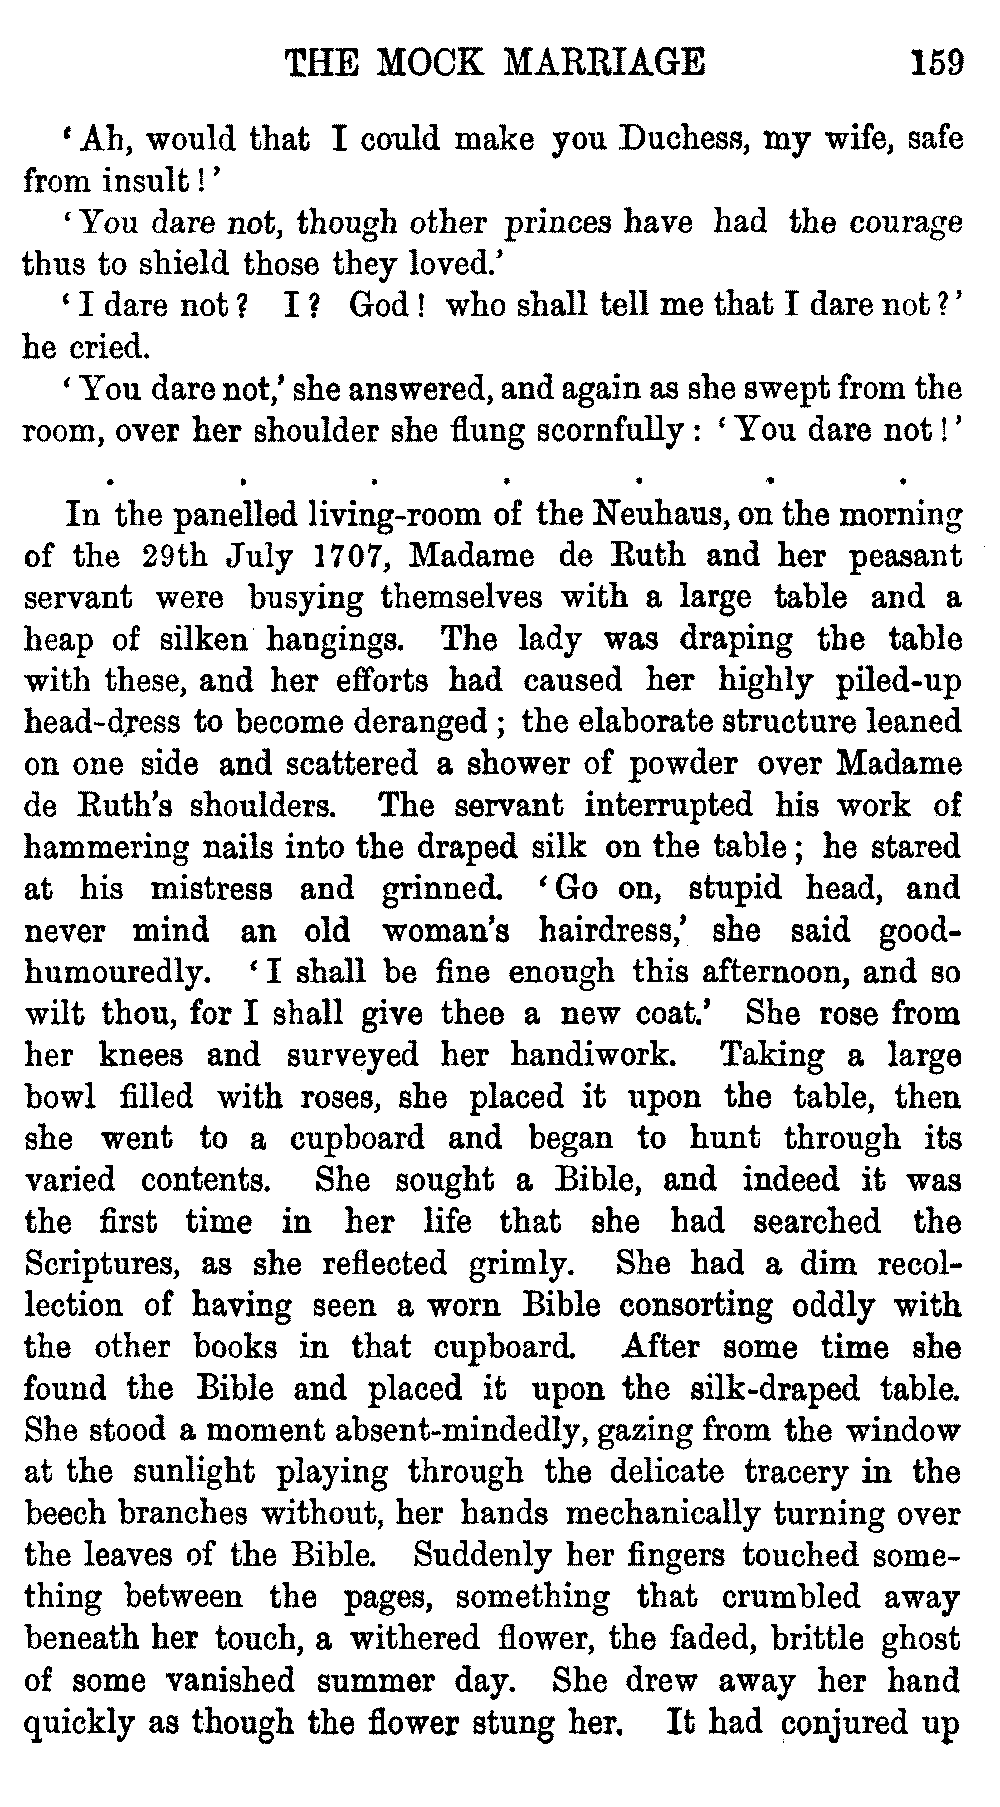 THE MOCK MARRIAGE 159
‘Ah, would that I could make you Duchess, my wife, safe
from insult!’
‘You dare not, though other princes have had the courage
thus to shield those they loved.’
‘I dare not? I? God! who shall tell me that I dare not?’
he cried.
‘You dare not,’ she answered, and again as she swept from the
room, over her shoulder she flung scornfully: ‘You dare not!’
. . . . . . .
In the panelled living-room of the Neuhaus, on the morning
of the 29th July 1707, Madame de Ruth and her peasant
servant were busying themselves with a large table and a
heap of silken hangings. The lady was draping the table
with these, and her efforts had caused her highly piled-up
head-dress to become deranged; the elaborate structure leaned
on one side and scattered a shower of powder over Madame
de Ruth's shoulders. The servant interrupted his work of
hammering nails into the draped silk on the table; he stared
at his mistress and grinned. ‘Go on, stupid head, and
never mind an old woman's hairdress,’ she said good-
humouredly. ‘I shall be fine enough this afternoon, and so
wilt thou, for I shall give thee a new coat.’ She rose from
her knees and surveyed her handiwork. Taking a large
bowl filled with roses, she placed it upon the table, then
she went to a cupboard and began to hunt through its
varied contents. She sought a Bible, and indeed it was
the first time in her life that she had searched the
Scriptures, as she reflected grimly. She had a dim recol-
lection of having seen a worn Bible consorting oddly with
the other books in that cupboard. After some time she
found the Bible and placed it upon the silk-draped table.
She stood a moment absent-mindedly, gazing from the window
at the sunlight playing through the delicate tracery in the
beech branches without, her hands mechanically turning over
the leaves of the Bible. Suddenly her fingers touched some-
thing between the pages, something that crumbled away
beneath her touch, a withered flower, the faded, brittle ghost
of some vanished summer day. She drew away her hand
quickly as though the flower stung her. It had conjured up